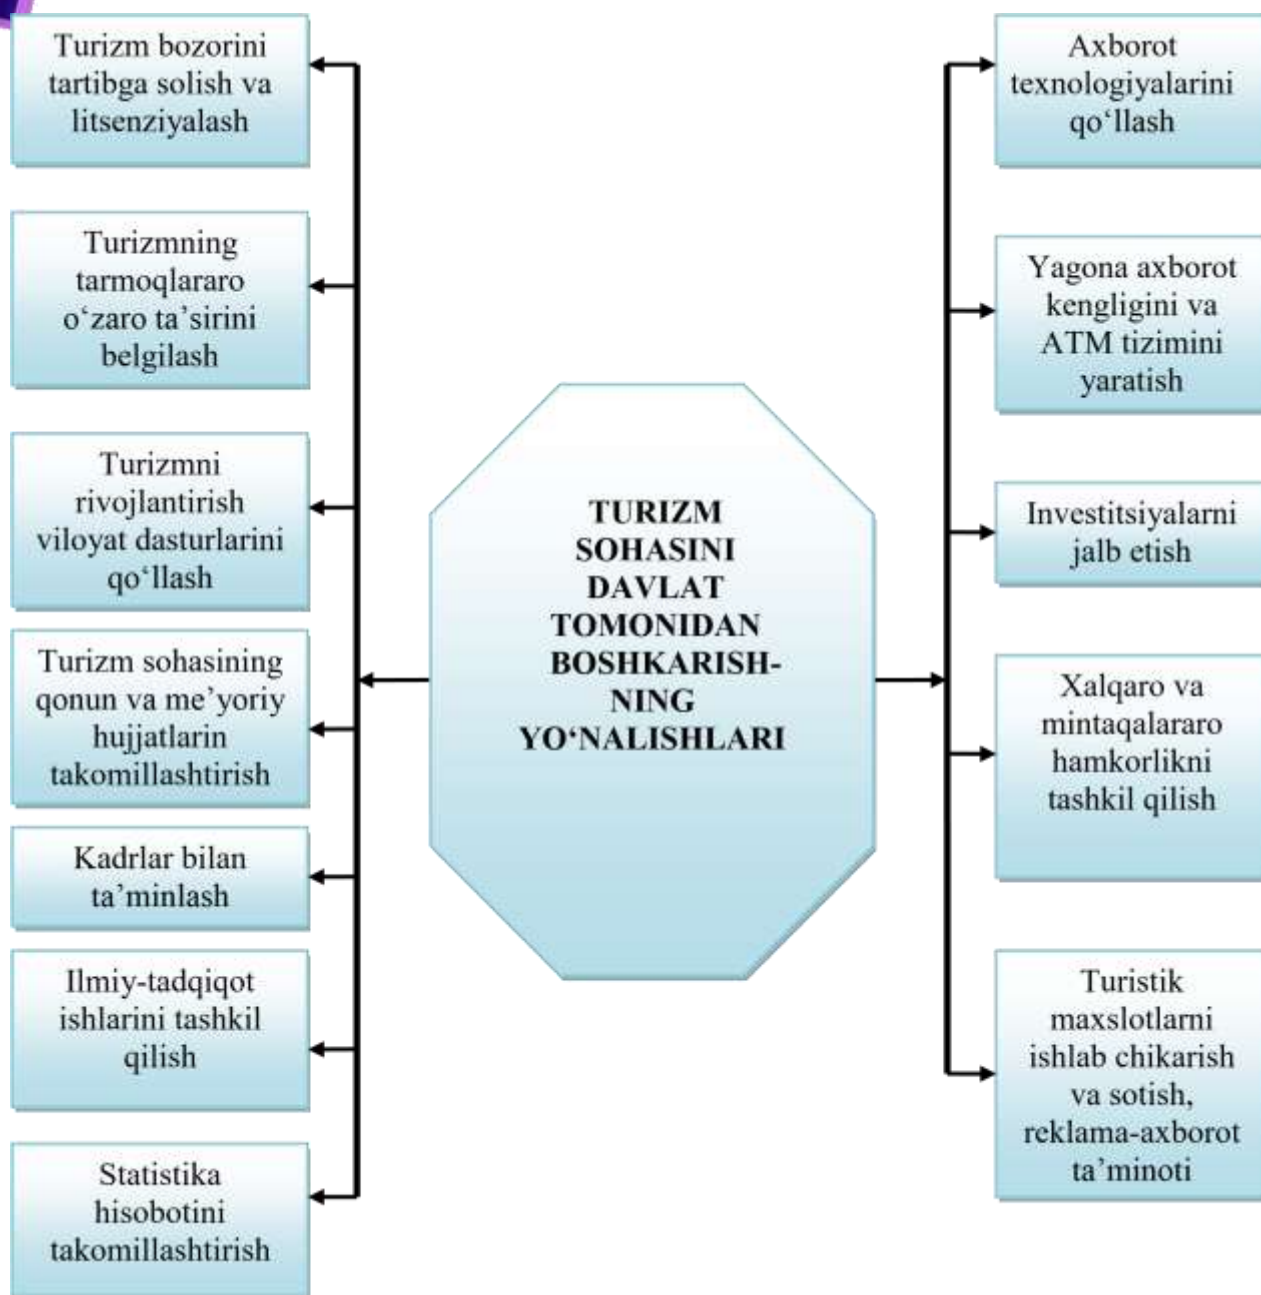 Turizm bozorini
tartibga solish va
litsenziyalash
Turizmning
tarmoqlararo
o‘zaro ta’sirini
belgilash
Turizmni
rivojlantirish
viloyat dasturlarini
qo‘llash
Turizm sohasining
qonun va me’yoriy
hujjatlarin
takomillashtirish
Kadrlar bilan
ta’minlash
Ilmiy-tadqiqot
ishlarini tashkil
qilish
Statistika
hisobotini
takomillashtirish
TURIZM
SOHASINI
DAVLAT
TOMONIDAN
BOSHKARISH-
NING
YO‘NALISHLARI
Axborot
texnologiyalarini
qo‘llash
Yagona axborot
kengligini va
ATM tizimini
yaratish
Investitsiyalarni
jalb etish
Xalqaro va
mintaqalararo
hamkorlikni
tashkil qilish
Turistik
maxslotlarni
ishlab chikarish
va sotish,
reklama-axborot
ta’minoti